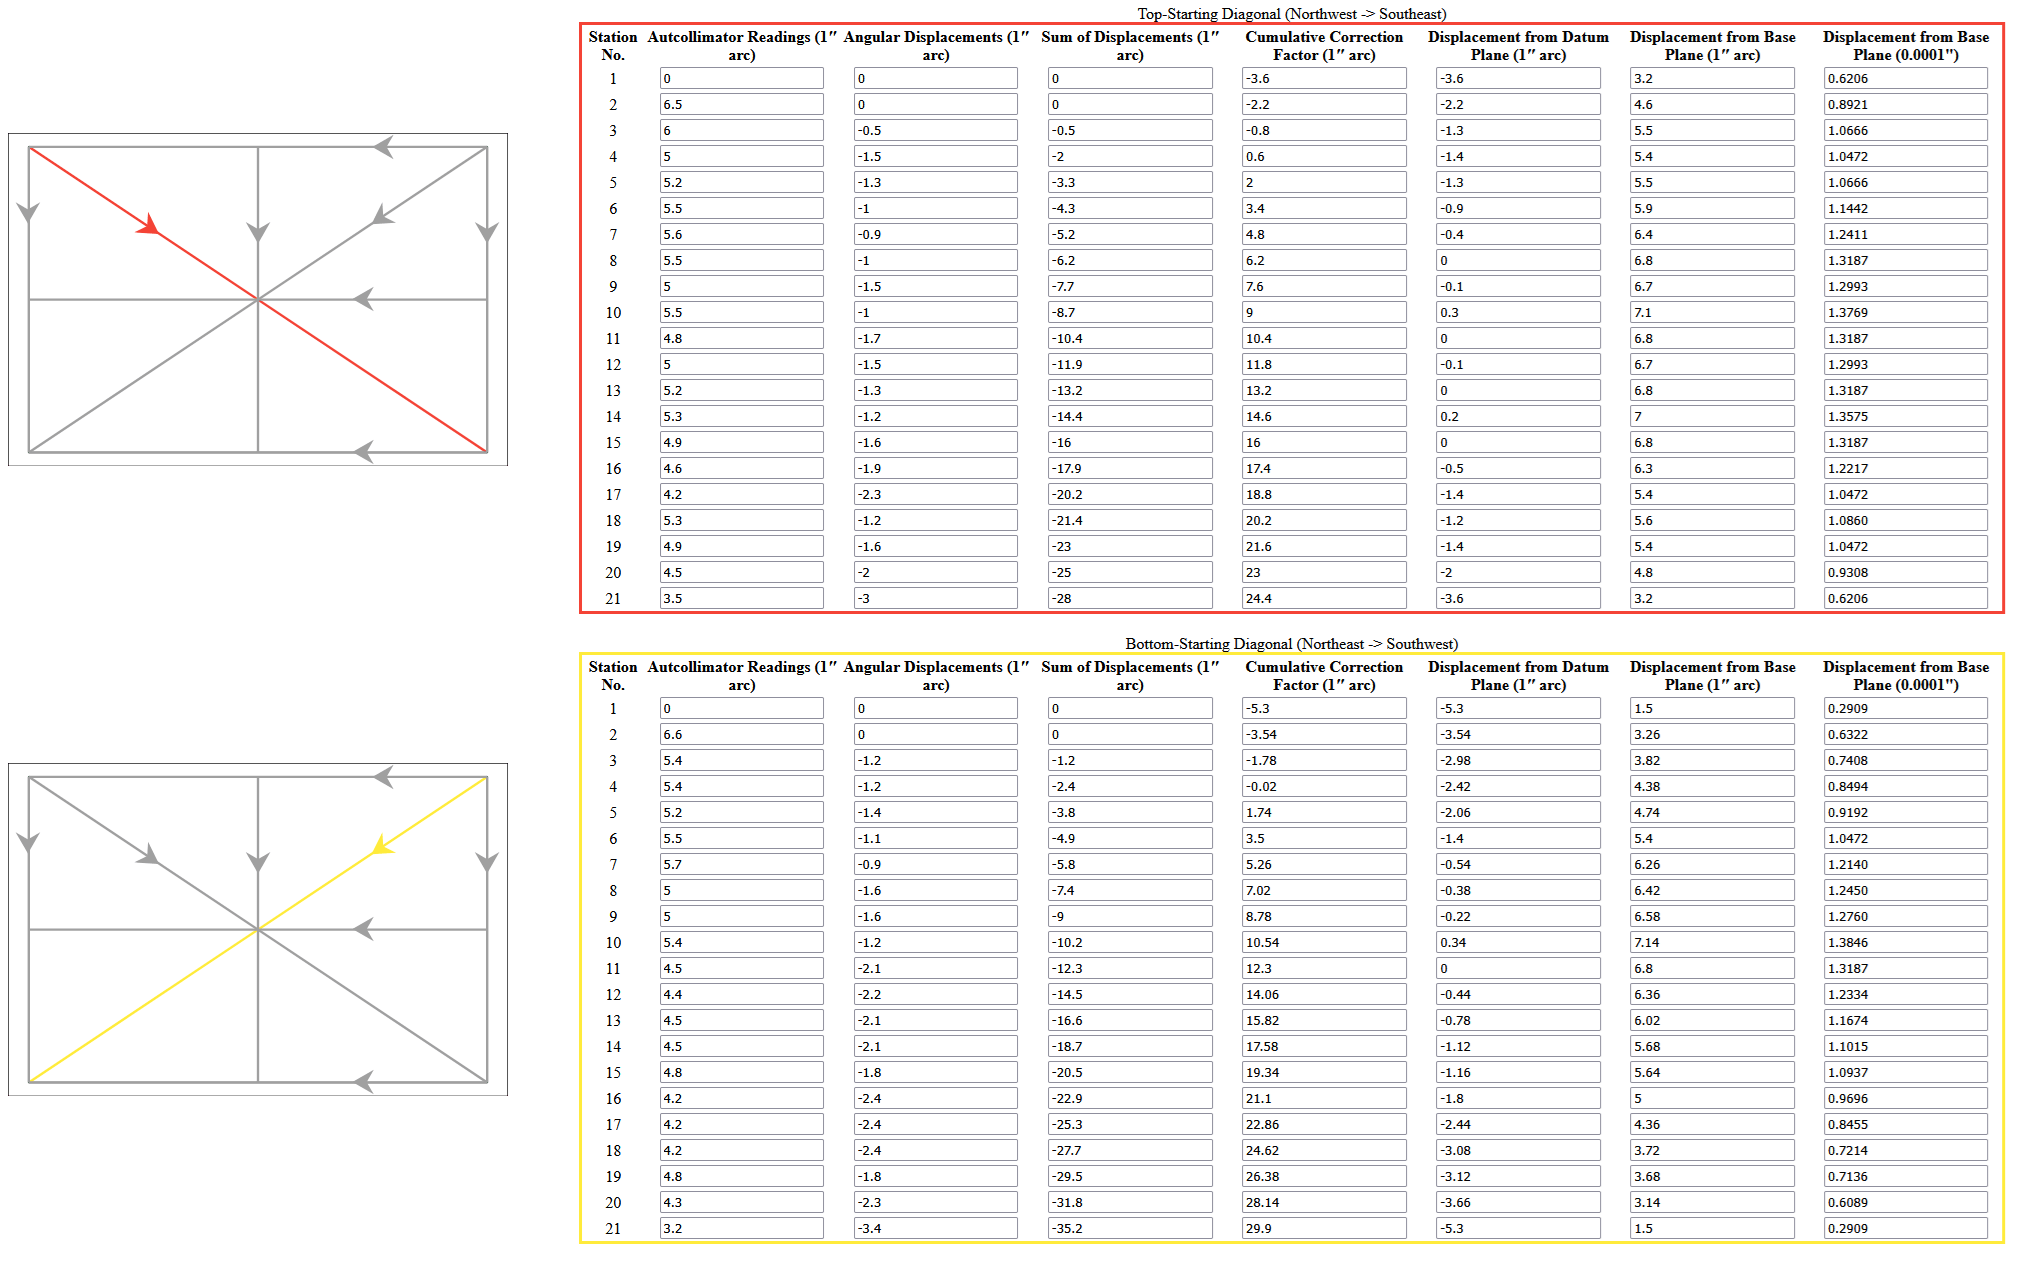 Top-Starting Diagonal (Northwest -> Southeast)
Station No. Autcollimator Readings (1″ arc) Angular Displacements (1″ arc) Sum of Displacements (1″ arc) Cumulative Correction Factor (1″ arc) Displacement from Datum Plane (1″ arc) Displacement from Base Plane (1″ arc) Displacement from Base Plane (0.0001")
1 0 0 0 -3.6 -3.6 3.2 0.6206
2 6.5 0 0 -2.2 -2.2 4.6 0.8921
3 6 -0.5 -0.5 -0.8 -1.3 5.5 1.0666
4 5 -1.5 -2 0.6 -1.4 5.4 1.0472
5 5.2 -1.3 -3.3 2 -1.3 5.5 1.0666
6 5.5 -1 -4.3 3.4 -0.9 5.9 1.1442
7 5.6 -0.9 -5.2 4.8 -0.4 6.4 1.2411
8 5.5 -1 -6.2 6.2 0 6.8 1.3187
9 5 -1.5 -7.7 7.6 -0.1 6.7 1.2993
10 5.5 -1 -8.7 9 0.3 7.1 1.3769
11 4.8 -1.7 -10.4 10.4 0 6.8 1.3187
12 5 -1.5 -11.9 11.8 -0.1 6.7 1.2993
13 5.2 -1.3 -13.2 13.2 0 6.8 1.3187
14 5.3 -1.2 -14.4 14.6 0.2 7 1.3575
15 4.9 -1.6 -16 16 0 6.8 1.3187
16 4.6 -1.9 -17.9 17.4 -0.5 6.3 1.2217
17 4.2 -2.3 -20.2 18.8 -1.4 5.4 1.0472
18 5.3 -1.2 -21.4 20.2 -1.2 5.6 1.0860
19 4.9 -1.6 -23 21.6 -1.4 5.4 1.0472
20 4.5 -2 -25 23 -2 4.8 0.9308
21 3.5 -3 -28 24.4 -3.6 3.2 0.6206
Bottom-Starting Diagonal (Northeast -> Southwest)
Station No. Autcollimator Readings (1″ arc) Angular Displacements (1″ arc) Sum of Displacements (1″ arc) Cumulative Correction Factor (1″ arc) Displacement from Datum Plane (1″ arc) Displacement from Base Plane (1″ arc) Displacement from Base Plane (0.0001")
1 0 0 0 -5.3 -5.3 1.5 0.2909
2 6.6 0 0 -3.54 -3.54 3.26 0.6322
3 5.4 -1.2 -1.2 -1.78 -2.98 3.82 0.7408
4 5.4 -1.2 -2.4 -0.02 -2.42 4.38 0.8494
5 5.2 -1.4 -3.8 1.74 -2.06 4.74 0.9192
6 5.5 -1.1 -4.9 3.5 -1.4 5.4 1.0472
7 5.7 -0.9 -5.8 5.26 -0.54 6.26 1.2140
8 5 -1.6 -7.4 7.02 -0.38 6.42 1.2450
9 5 -1.6 -9 8.78 -0.22 6.58 1.2760
10 5.4 -1.2 -10.2 10.54 0.34 7.14 1.3846
11 4.5 -2.1 -12.3 12.3 0 6.8 1.3187
12 4.4 -2.2 -14.5 14.06 -0.44 6.36 1.2334
13 4.5 -2.1 -16.6 15.82 -0.78 6.02 1.1674
14 4.5 -2.1 -18.7 17.58 -1.12 5.68 1.1015
15 4.8 -1.8 -20.5 19.34 -1.16 5.64 1.0937
16 4.2 -2.4 -22.9 21.1 -1.8 5 0.9696
17 4.2 -2.4 -25.3 22.86 -2.44 4.36 0.8455
18 4.2 -2.4 -27.7 24.62 -3.08 3.72 0.7214
19 4.8 -1.8 -29.5 26.38 -3.12 3.68 0.7136
20 4.3 -2.3 -31.8 28.14 -3.66 3.14 0.6089
21 3.2 -3.4 -35.2 29.9 -5.3 1.5 0.2909